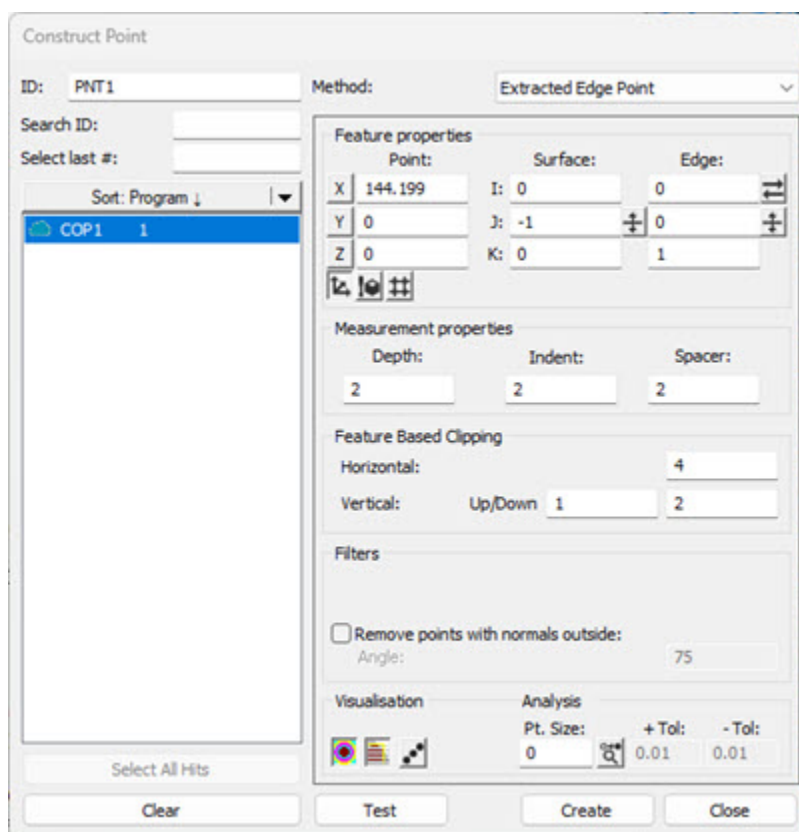 Construct Point
ID: PNT1 Method: Extracted Edge Point
Search ID:
Select last #:
Sort: Program ↓
COP1 1
Feature properties
Point: Surface: Edge:
X 144.199 I: 0 0
Y 0 J: -1 0
Z 0 K: 0 1
Measurement properties
Depth: Indent: Spacer:
2 2 2
Feature Based Clipping
Horizontal: 4
Vertical: Up/Down 1 2
Filters
Remove points with normals outside:
Angle: 75
Visualisation Analysis
Pt. Size: + Tol: - Tol:
0 0.01 0.01
Select All Hits
Clear Test Create Close